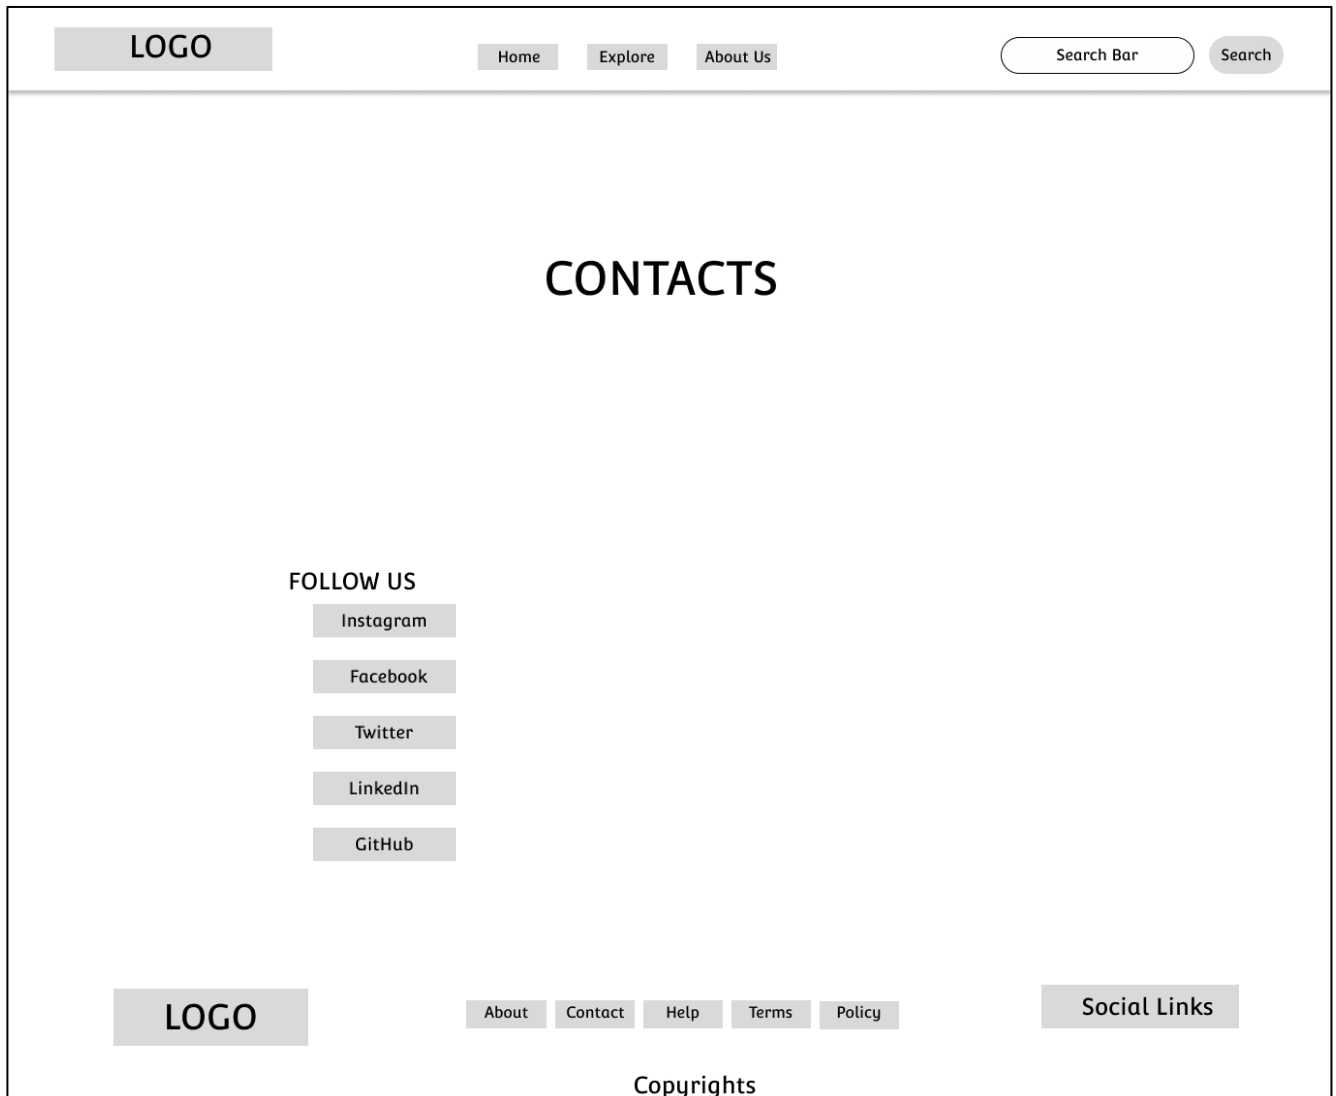 LOGO
Home Explore About Us
Search Bar Search
CONTACTS
FOLLOW US
Instagram
Facebook
Twitter
LinkedIn
GitHub
LOGO
About Contact Help Terms Policy
Social Links
Copyrights